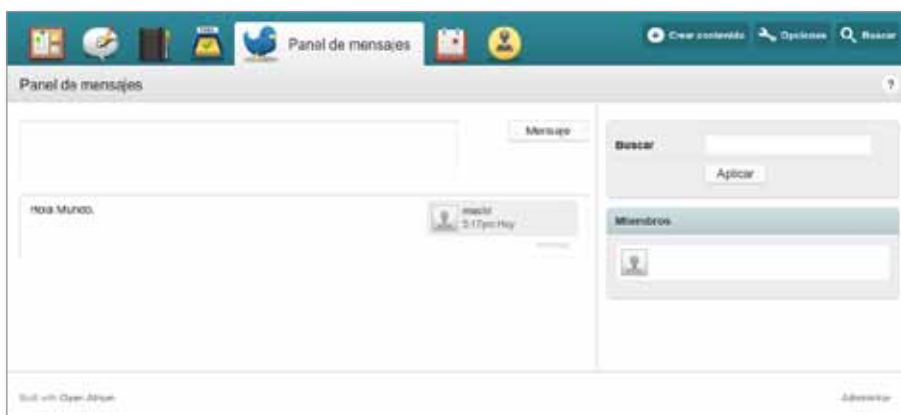 Panel de mensajes
Crear contenido
Opciones
Buscar
Panel de mensajes
?
Mensaje
Buscar
Aplicar
Hola Mundo.
5:17pm Hoy
Miembros
Built with Open Atrium
Administrar